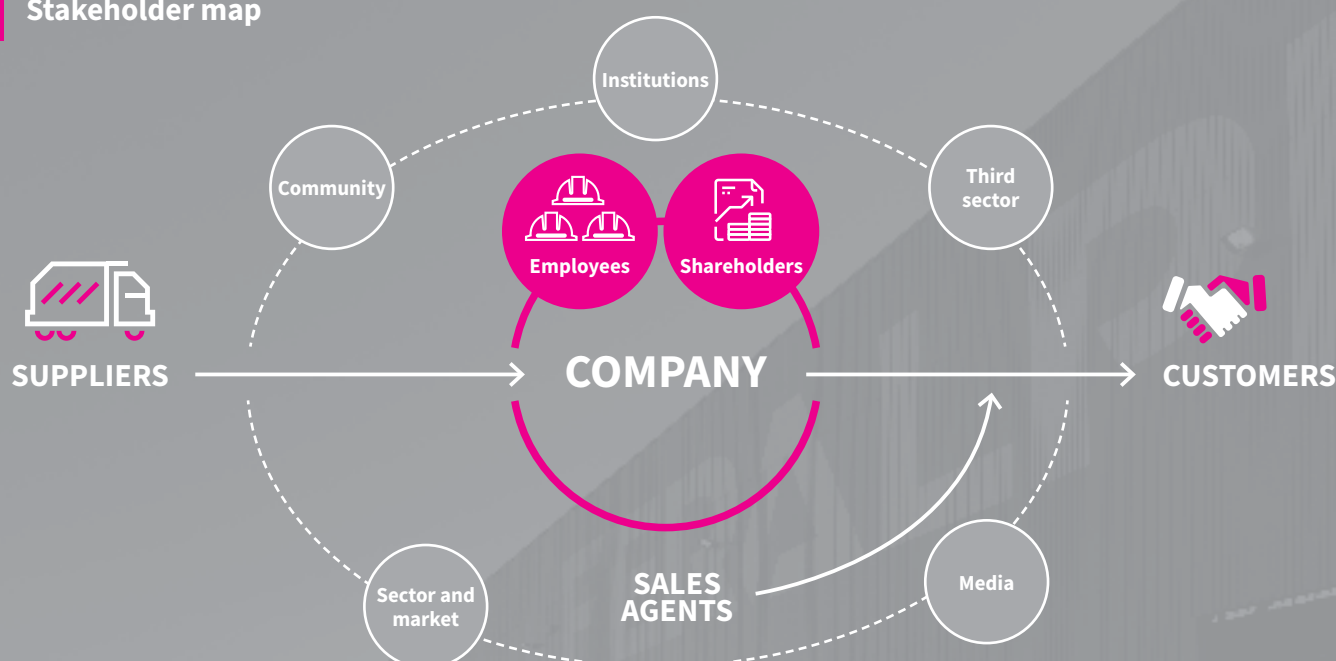 Stakeholder map
Institutions
Community
Third
sector
Employees
Shareholders
SUPPLIERS
COMPANY
CUSTOMERS
SALES
AGENTS
Sector and
market
Media